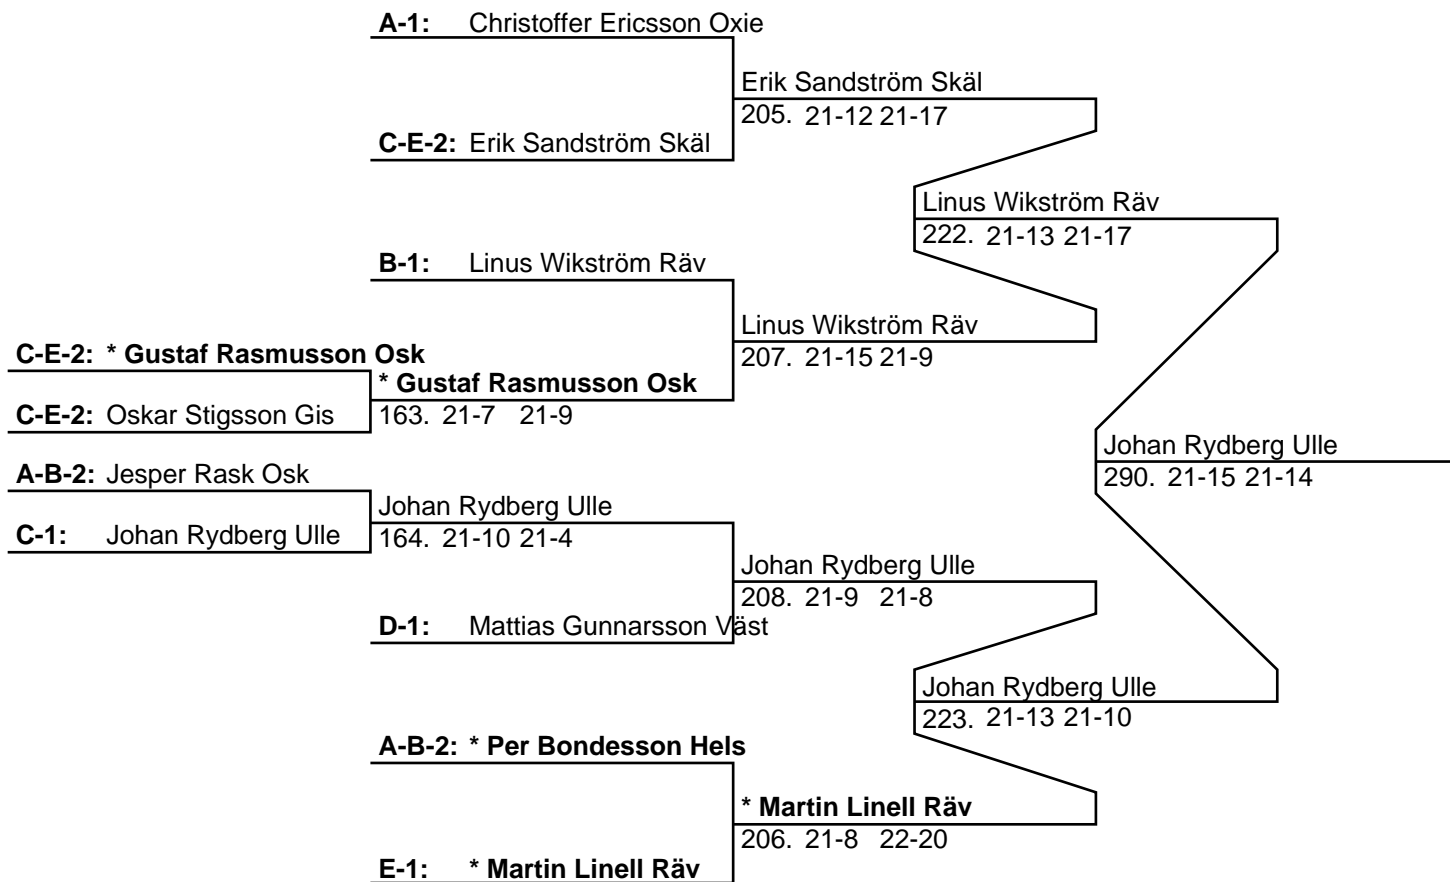 A-1: Christoffer Ericsson Oxie
Erik Sandström Skäl
205. 21-12 21-17
C-E-2: Erik Sandström Skäl
Linus Wikström Räv
222. 21-13 21-17
B-1: Linus Wikström Räv
Linus Wikström Räv
207. 21-15 21-9
C-E-2: * Gustaf Rasmusson Osk
* Gustaf Rasmusson Osk
163. 21-7 21-9
C-E-2: Oskar Stigsson Gis
Johan Rydberg Ulle
290. 21-15 21-14
A-B-2: Jesper Rask Osk
Johan Rydberg Ulle
164. 21-10 21-4
C-1: Johan Rydberg Ulle
Johan Rydberg Ulle
208. 21-9 21-8
D-1: Mattias Gunnarsson Väst
Johan Rydberg Ulle
223. 21-13 21-10
A-B-2: * Per Bondesson Hels
* Martin Linell Räv
206. 21-8 22-20
E-1: * Martin Linell Räv